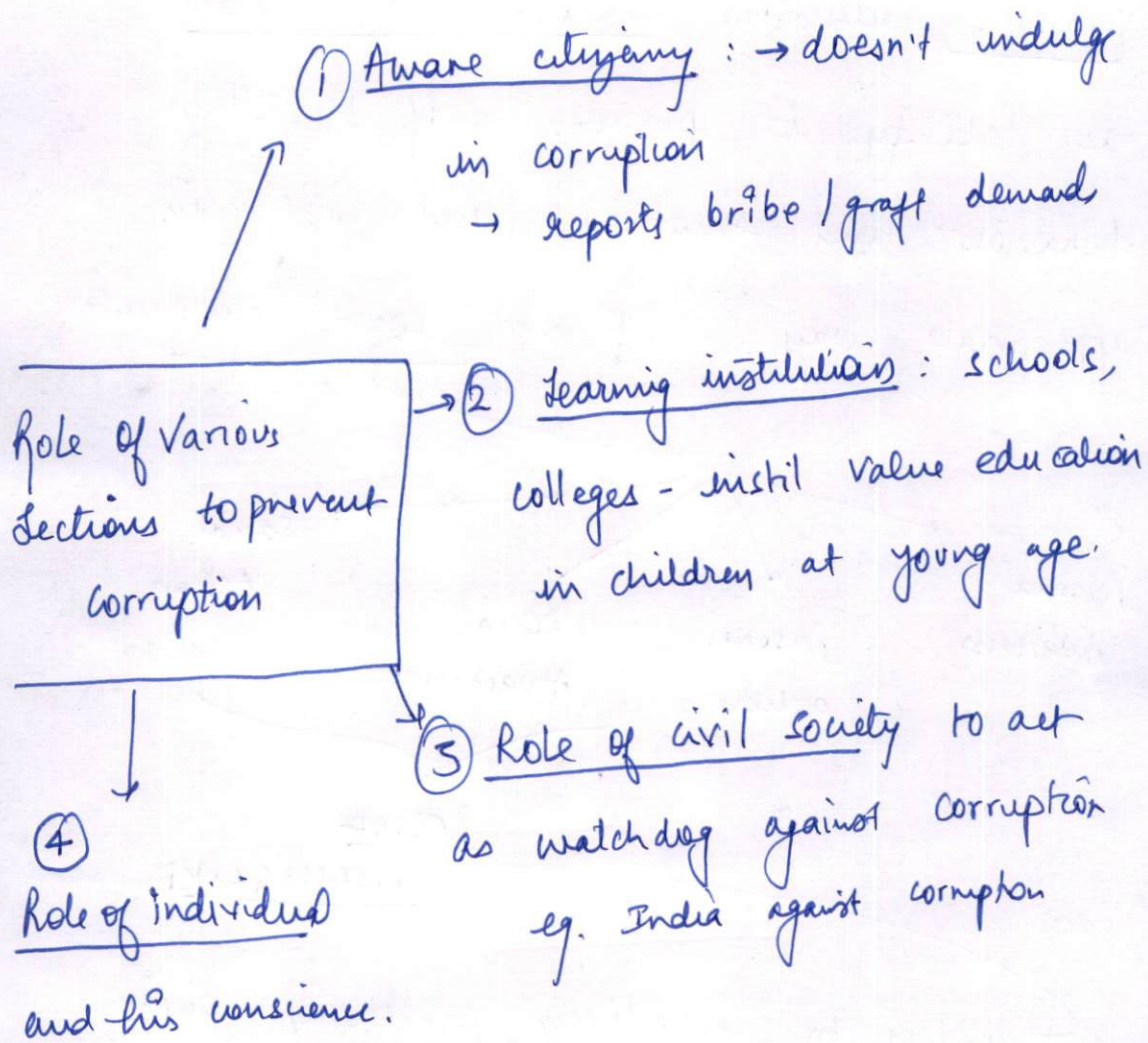 ① Aware citizenry : → doesn't indulge
in corruption
→ reports bribe / graft demands
Role of Various
Sections to prevent
corruption
→ ② Learning institutions : schools,
colleges - instil value education
in children at young age.
③ Role of civil society to act
as watchdog against corruption
eg. India against corruption
④
Role of individual
and his conscience.